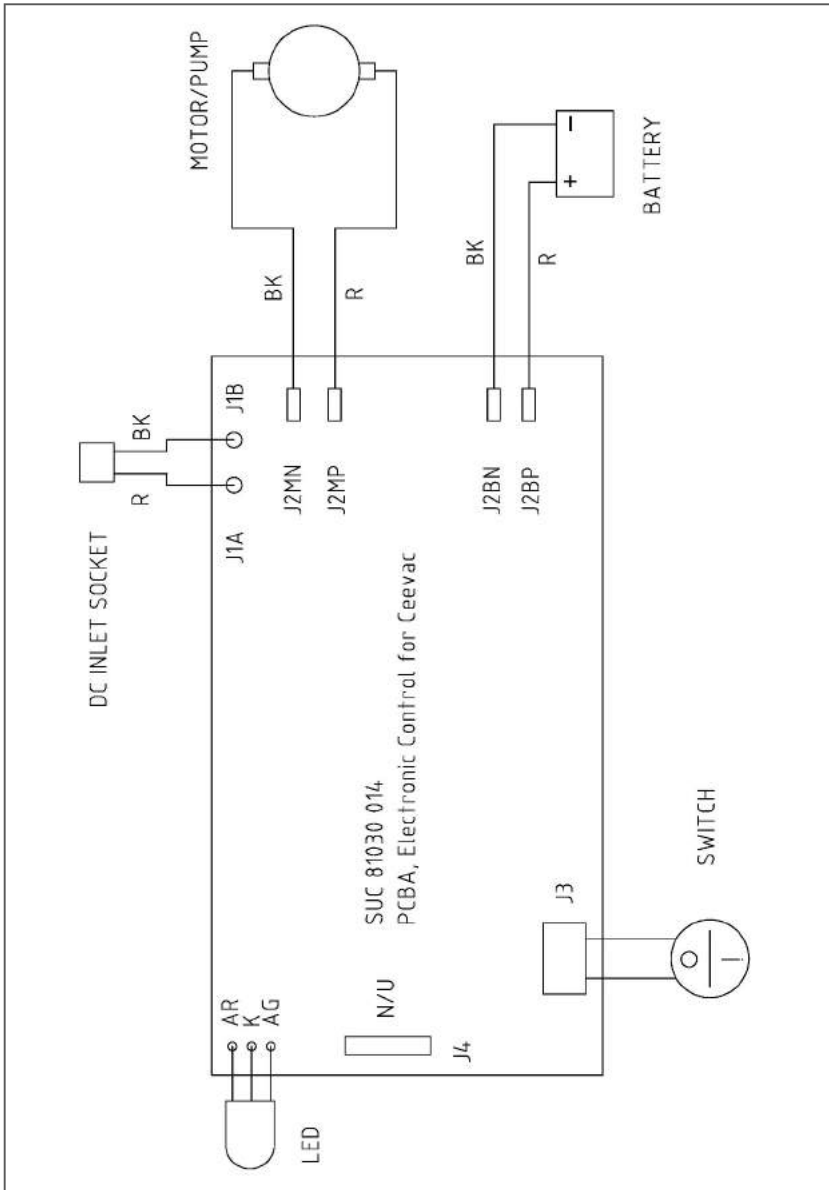 MOTOR/PUMP
BK
R
BATTERY
-
+
BK
R
DC INLET SOCKET
R
BK
J1A
J1B
J2MN
J2MP
J2BN
J2BP
SUC 81030 014
PCBA, Electronic Control for Ceevac
AR
K
AG
LED
N/U
J4
J3
SWITCH